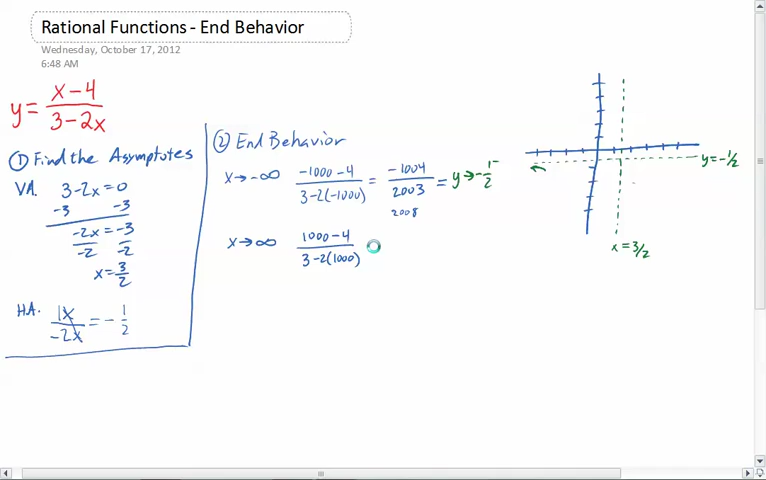 Rational Functions - End Behavior
Wednesday, October 17, 2012
6:48 AM
y = (x-4)/(3-2x)
① Find the Asymptotes
VA. 3-2x=0
-3 -3
-2x = -3
-2 -2
x = 3/2
HA. 1x/-2x = -1/2
② End Behavior
x→-∞ (-1000-4)/(3-2(-1000)) = -1004/2003 = y→-1/2⁻
2008
x→∞ (1000-4)/(3-2(1000))
y=-1/2
x=3/2